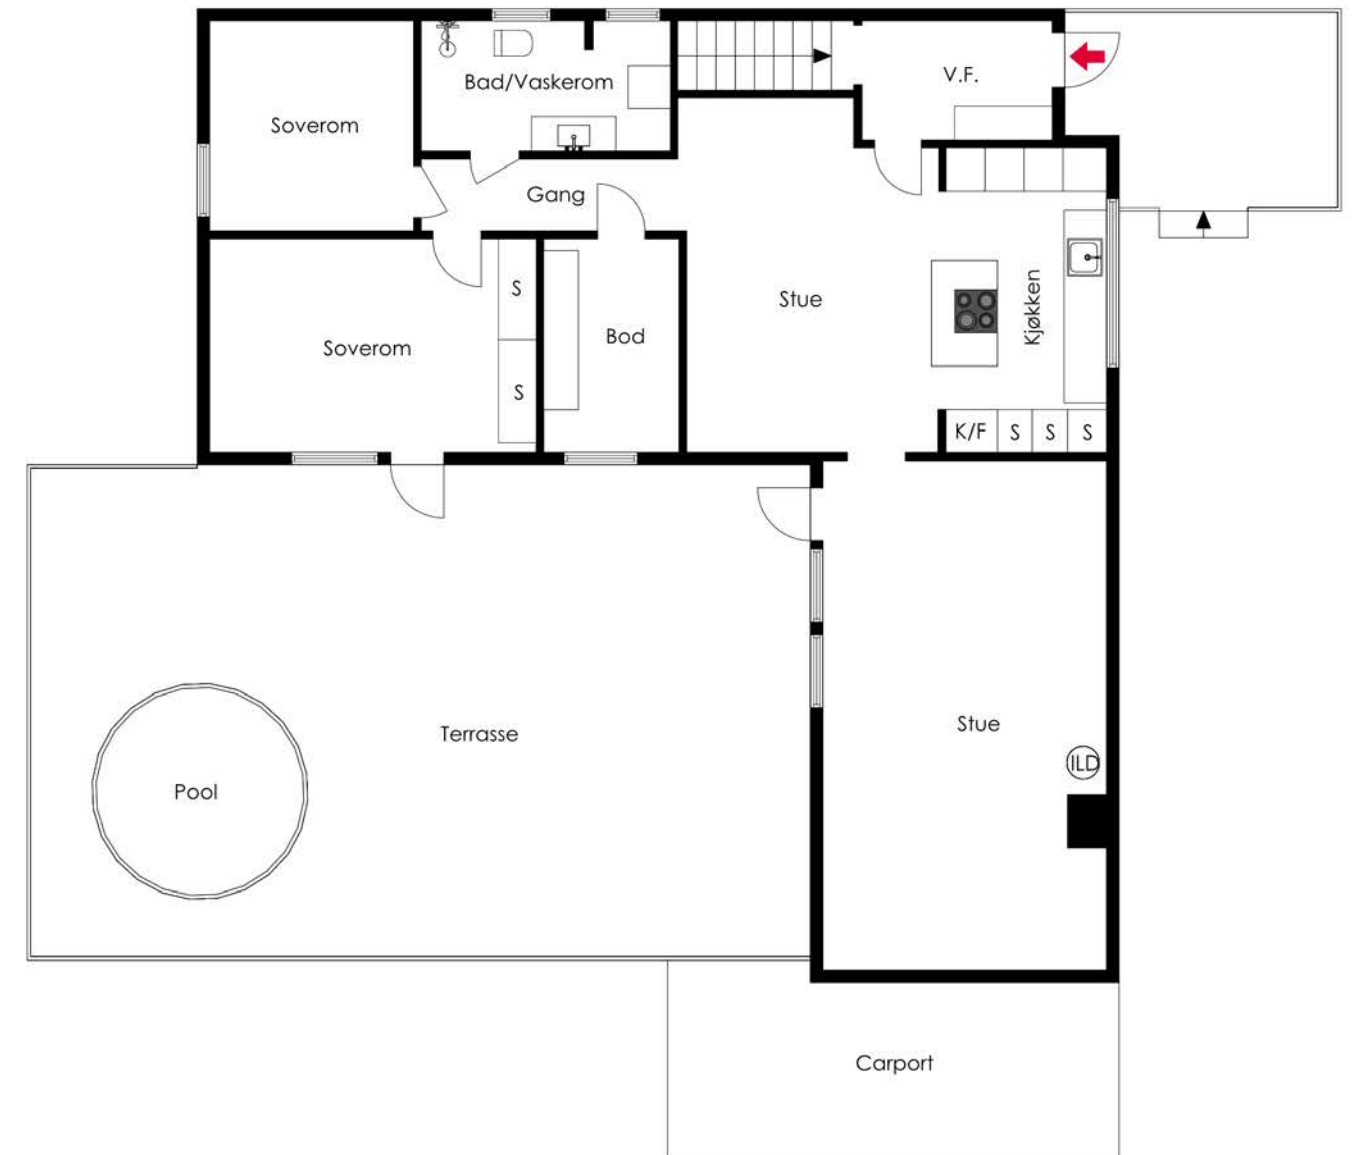 V.F.
Bad/Vaskerom
Soverom
Gang
S
Stue
Kjøkken
Bod
Soverom
S
K/F
S
S
S
Stue
Terrasse
ILD
Pool
Carport